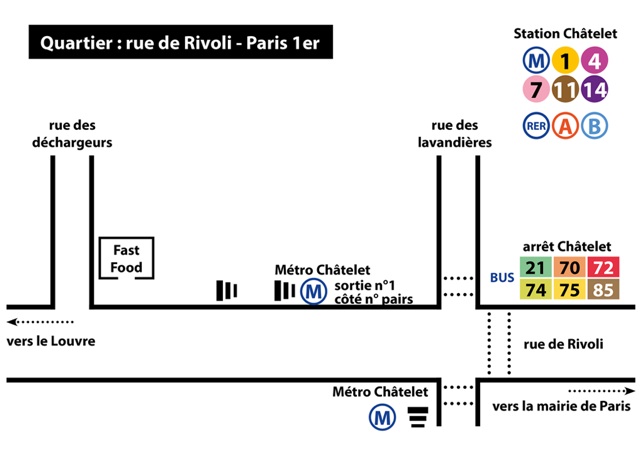 Quartier : rue de Rivoli - Paris 1er
Station Châtelet
M 1 4
7 11 14
RER A B
rue des
déchargeurs
rue des
lavandières
Fast
Food
Métro Châtelet
M sortie n°1
côté n° pairs
arrêt Châtelet
BUS
21 70 72
74 75 85
vers le Louvre
rue de Rivoli
Métro Châtelet
M
vers la mairie de Paris